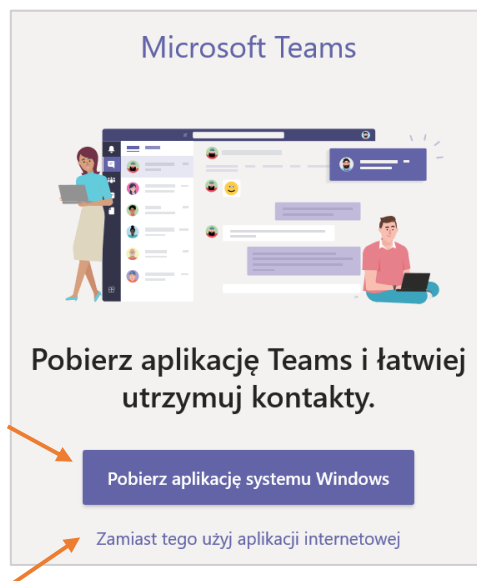 Microsoft Teams
Pobierz aplikację Teams i łatwiej
utrzymuj kontakty.
Pobierz aplikację systemu Windows
Zamiast tego użyj aplikacji internetowej